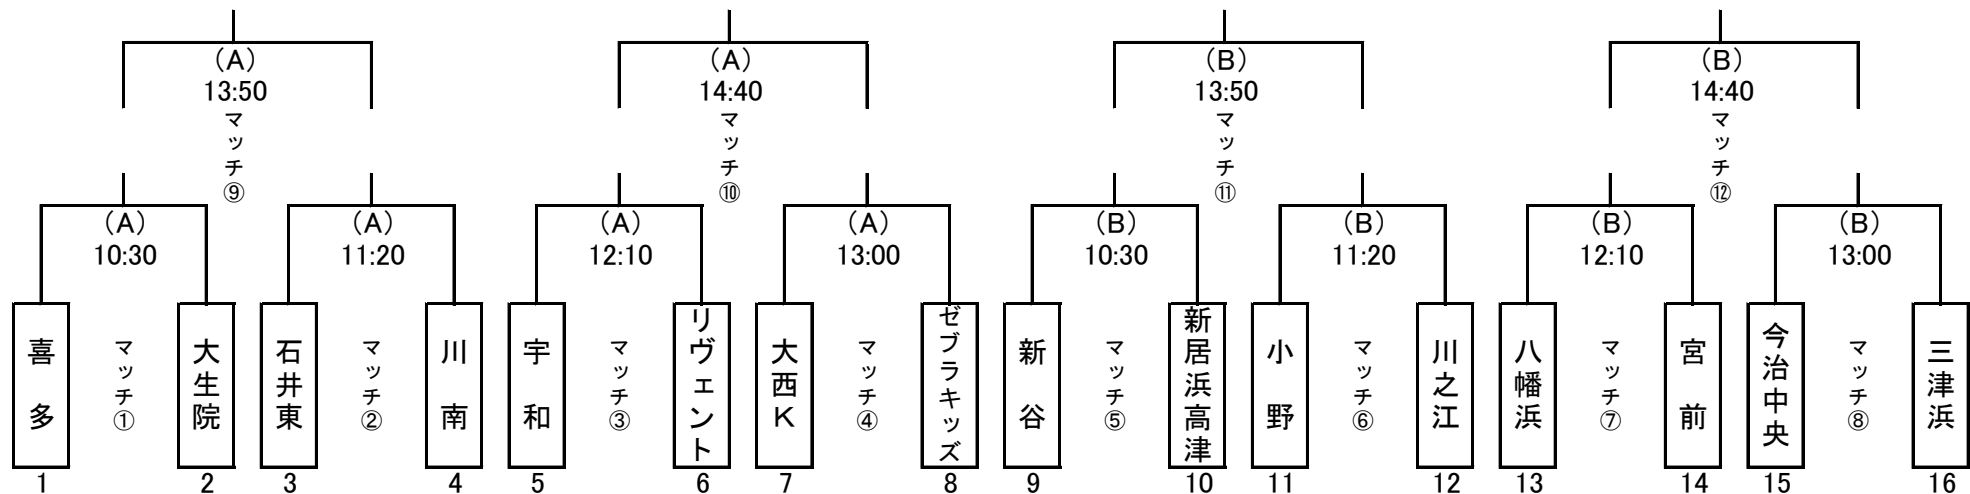 (A) (A) (B) (B)
13:50 14:40 13:50 14:40
マッチ⑨ マッチ⑩ マッチ⑪ マッチ⑫
(A) (A) (A) (A) (B) (B) (B) (B)
10:30 11:20 12:10 13:00 10:30 11:20 12:10 13:00
喜多
マッチ①
大生院
石井東
マッチ②
川南
宇和
マッチ③
リヴェント
大西K
マッチ④
ゼブラキッズ
新谷
マッチ⑤
新居浜高津
小野
マッチ⑥
川之江
八幡浜
マッチ⑦
宮前
今治中央
マッチ⑧
三津浜
1 2 3 4 5 6 7 8 9 10 11 12 13 14 15 16